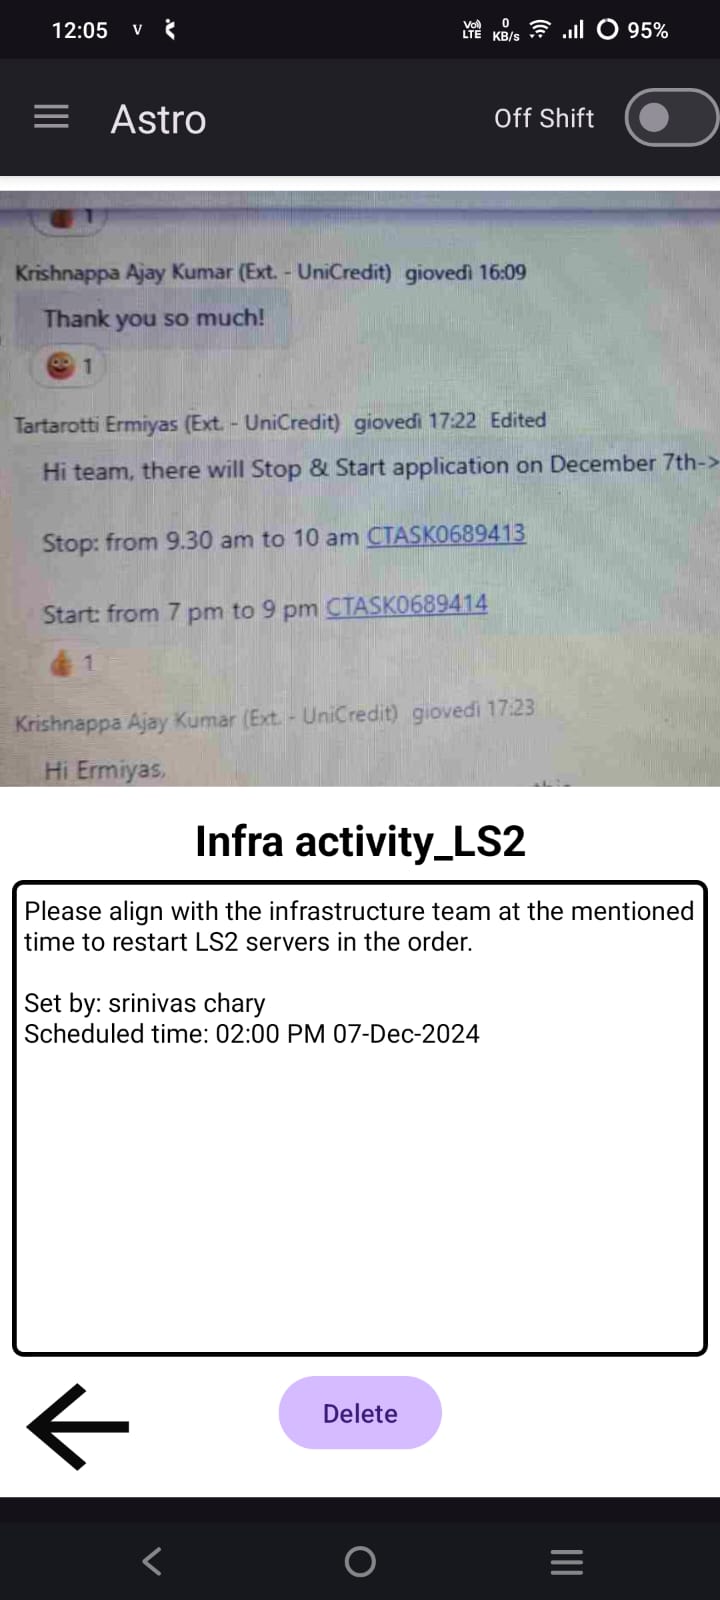 12:05 V
Vo)) LTE 0 KB/s 95%
Astro
Off Shift
1
Krishnappa Ajay Kumar (Ext. - UniCredit) giovedì 16:09
Thank you so much!
1
Tartarotti Ermiyas (Ext. - UniCredit) giovedì 17:22 Edited
Hi team, there will Stop & Start application on December 7th->
Stop: from 9.30 am to 10 am CTASK0689413
Start: from 7 pm to 9 pm CTASK0689414
1
Krishnappa Ajay Kumar (Ext. - UniCredit) giovedì 17:23
Hi Ermiyas,
Infra activity_LS2
Please align with the infrastructure team at the mentioned
time to restart LS2 servers in the order.
Set by: srinivas chary
Scheduled time: 02:00 PM 07-Dec-2024
Delete